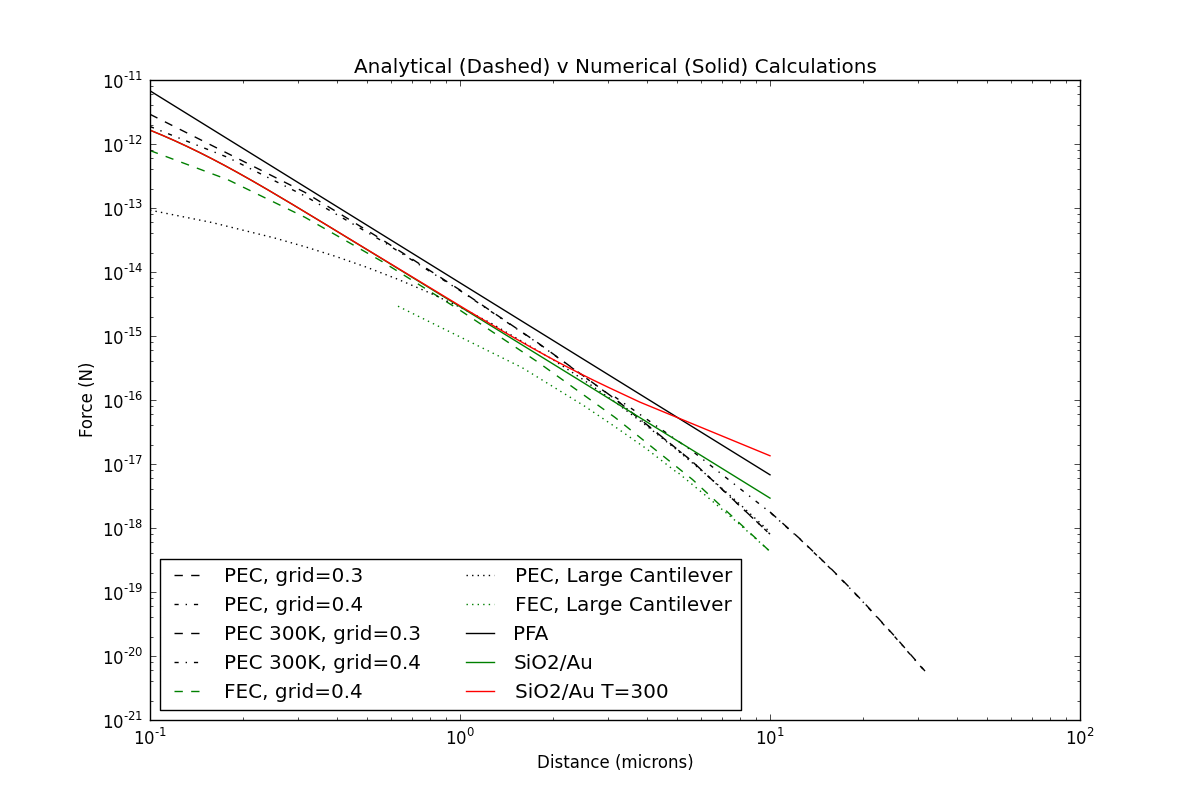 Analytical (Dashed) v Numerical (Solid) Calculations
10^-11
10^-12
10^-13
10^-14
10^-15
10^-16
10^-17
10^-18
10^-19
10^-20
10^-21
Force (N)
PEC, grid=0.3
PEC, grid=0.4
PEC 300K, grid=0.3
PEC 300K, grid=0.4
FEC, grid=0.4
PEC, Large Cantilever
FEC, Large Cantilever
PFA
SiO2/Au
SiO2/Au T=300
10^-1 10^0 10^1 10^2
Distance (microns)